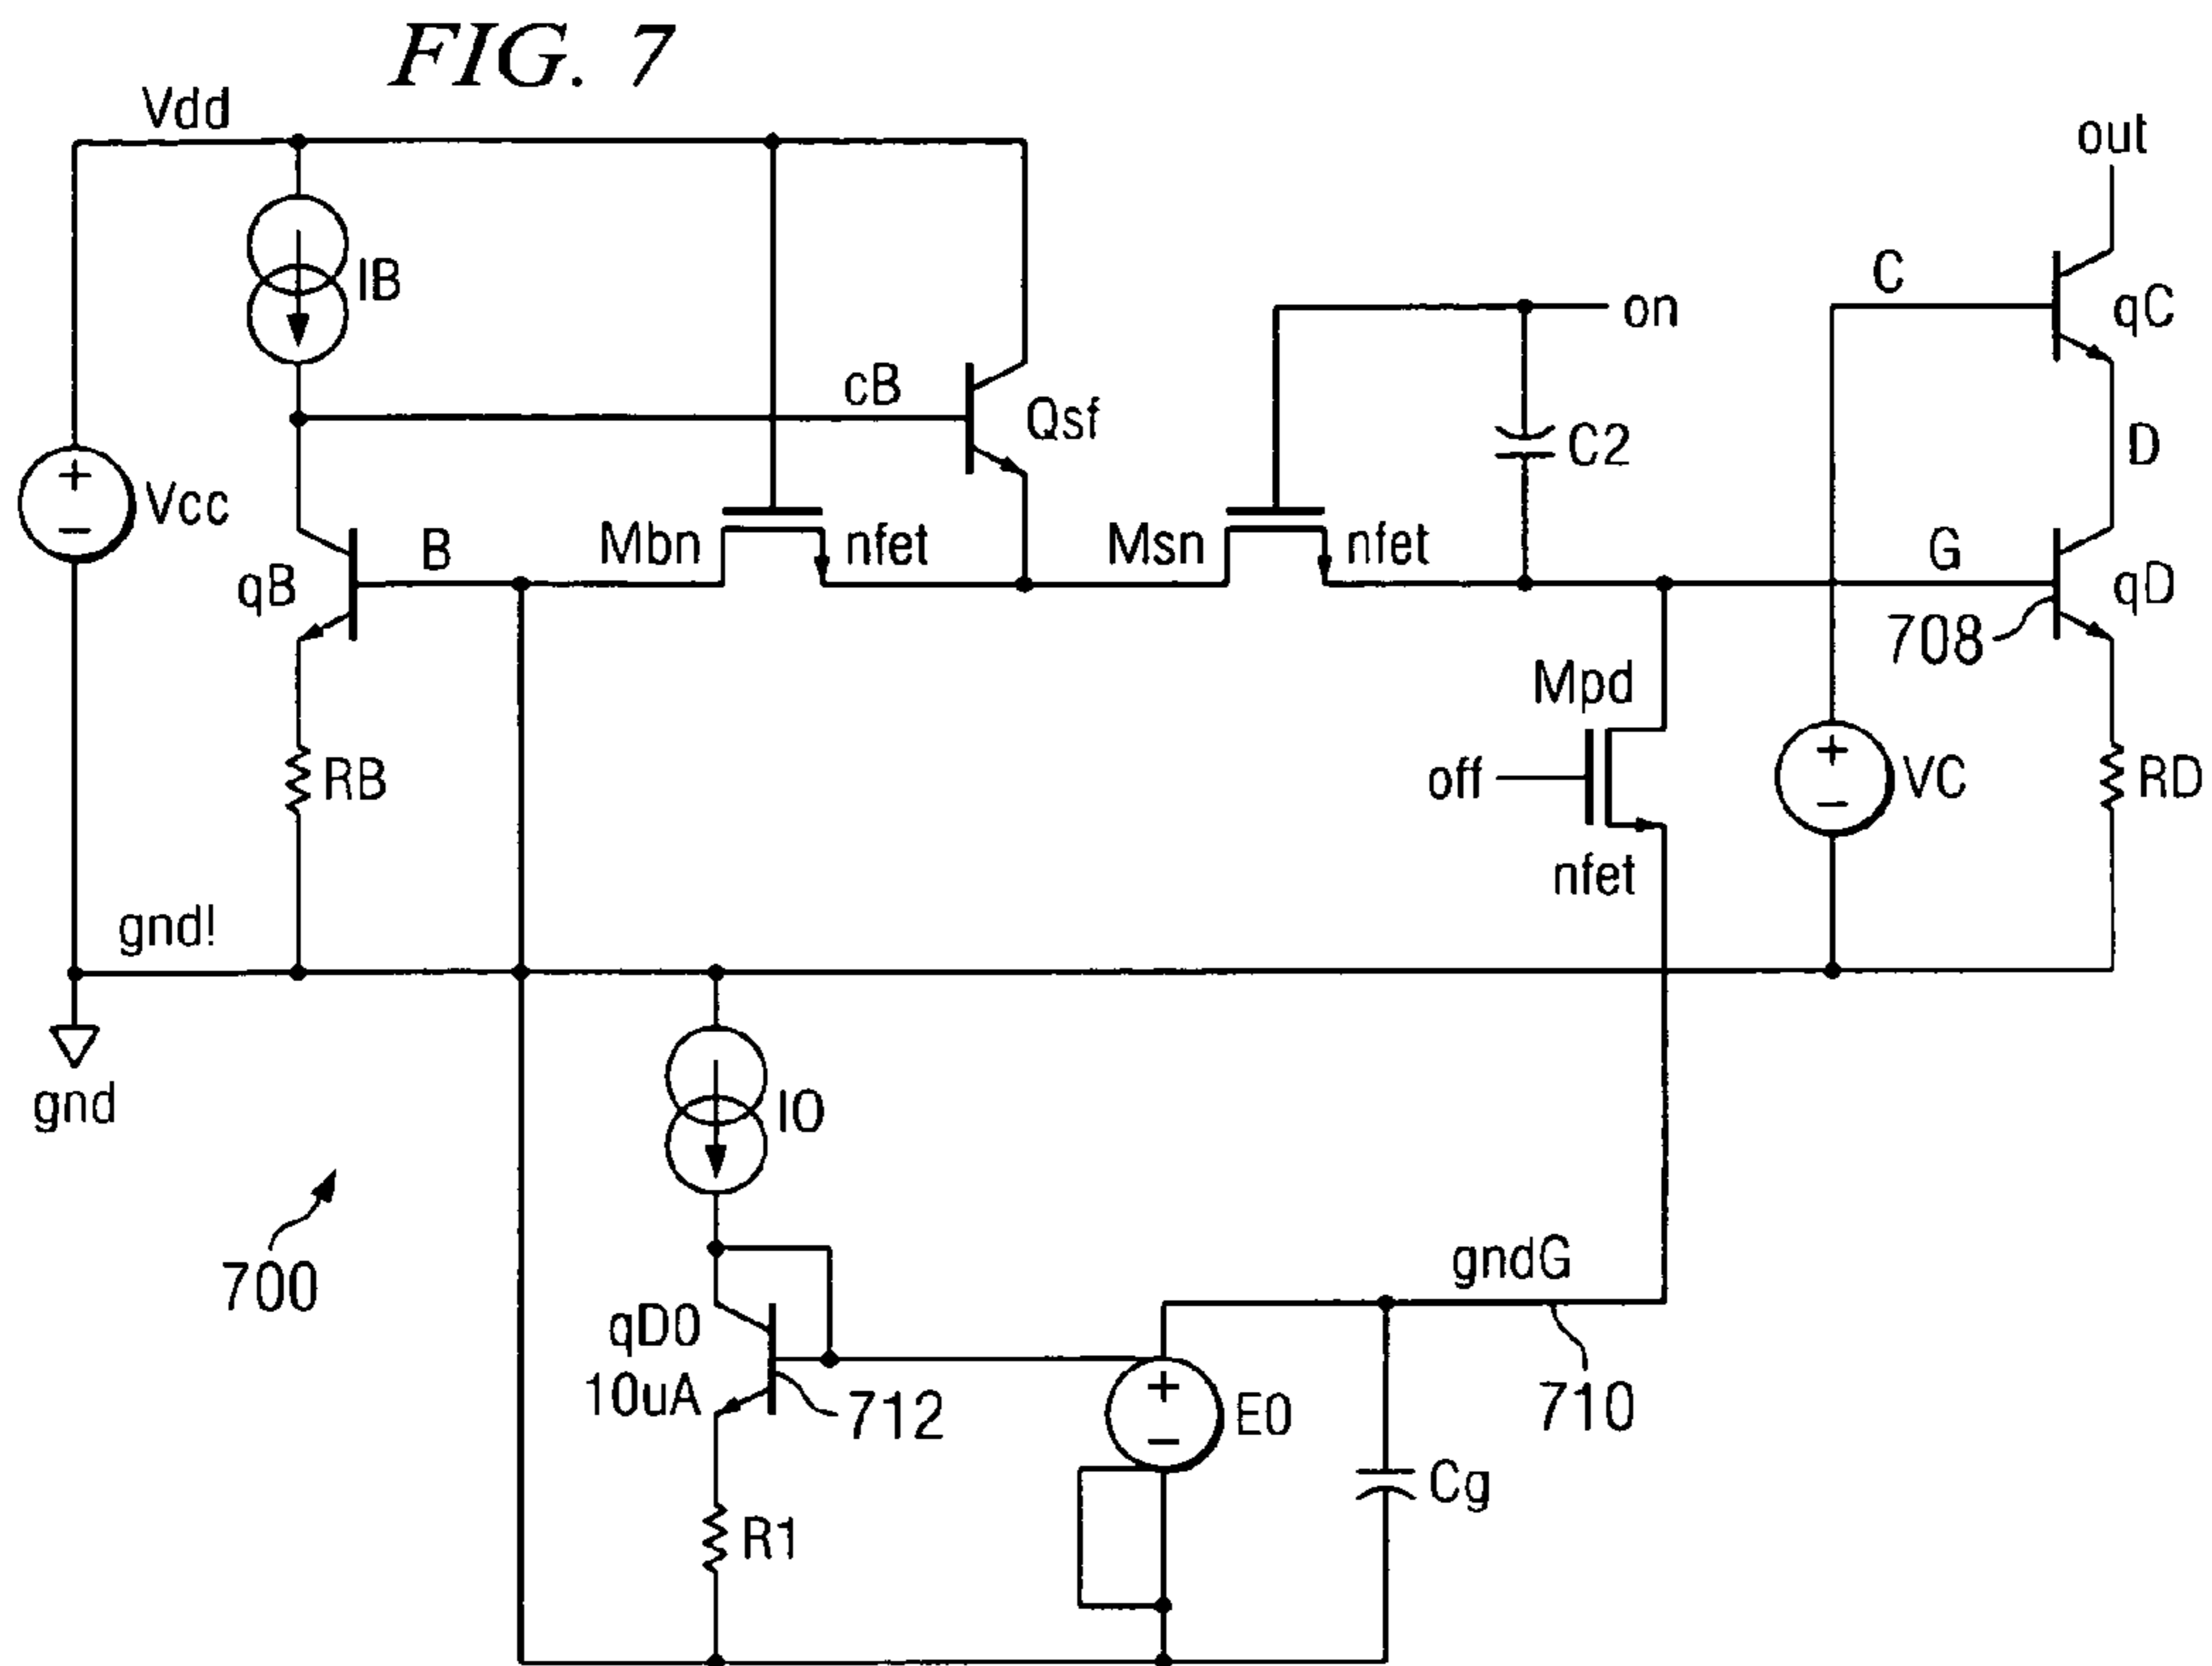 FIG. 7
Vdd
out
IB
C
qC
on
cB
Qsf
C2
D
Vcc
Mbn
nfet
Msn
nfet
B
G
qB
qD
708
Mpd
off
RB
VC
RD
nfet
gnd!
gnd
IO
700
gndG
qD0
10uA
712
E0
710
Cg
R1